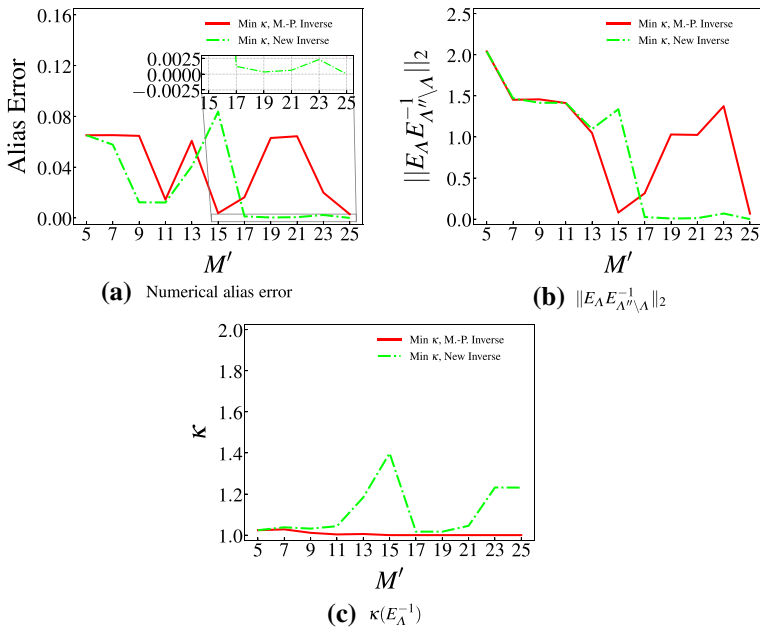 0.16
0.12
0.08
0.04
0.00
Alias Error
Min κ, M.-P. Inverse
Min κ, New Inverse
0.0025
0.0000
−0.0025
15 17 19 21 23 25
5 7 9 11 13 15 17 19 21 23 25
M′
(a) Numerical alias error
2.5
2.0
1.5
1.0
0.5
0.0
||E_Λ E^{-1}_{Λ″\Λ}||₂
Min κ, M.-P. Inverse
Min κ, New Inverse
5 7 9 11 13 15 17 19 21 23 25
M′
(b) ‖E_Λ E^{-1}_{Λ″\Λ}‖₂
2.0
1.8
1.6
1.4
1.2
1.0
κ
Min κ, M.-P. Inverse
Min κ, New Inverse
5 7 9 11 13 15 17 19 21 23 25
M′
(c) κ(E_Λ^{-1})